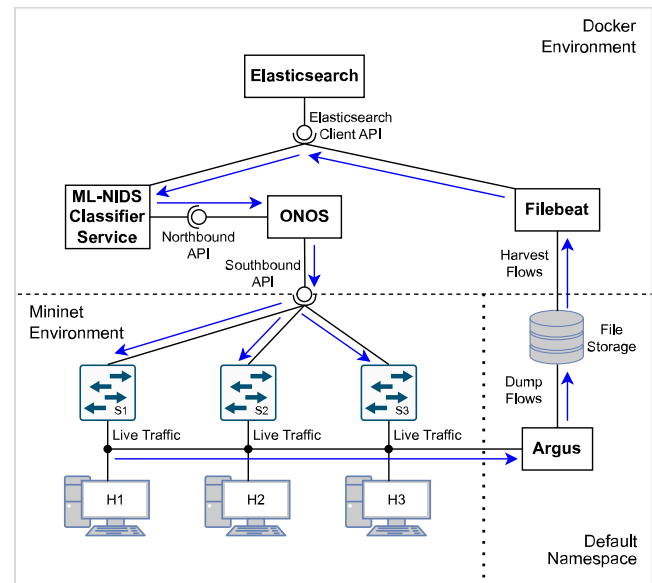 Docker
Environment
Elasticsearch
Elasticsearch
Client API
ML-NIDS
Classifier
Service
ONOS
Filebeat
Northbound
API
Harvest
Flows
Southbound
API
Mininet
Environment
File
Storage
S1
S2
S3
Dump
Flows
Live Traffic
Live Traffic
Live Traffic
Argus
H1
H2
H3
Default
Namespace